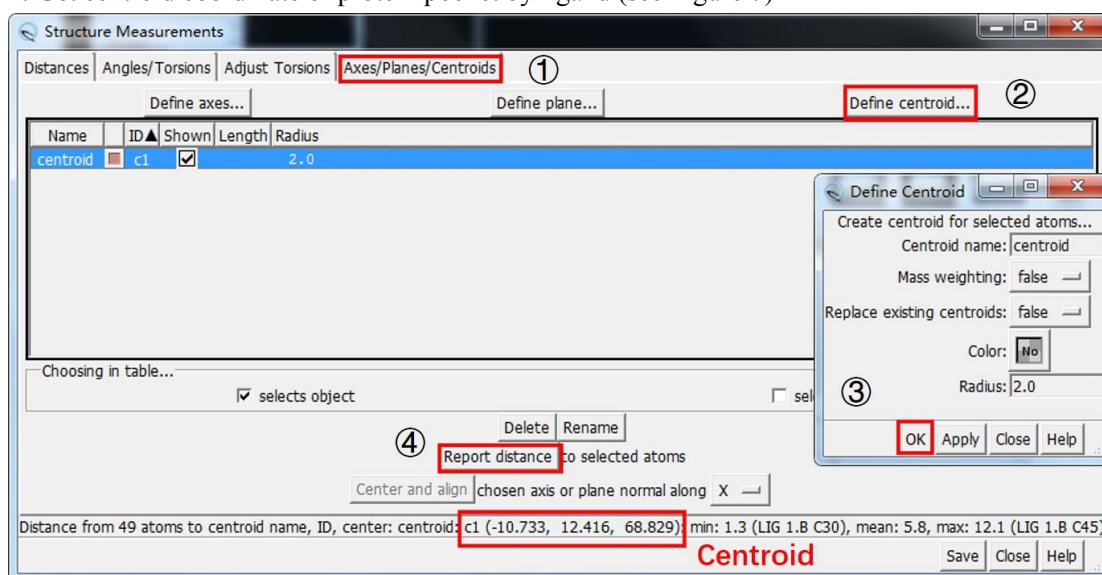 Structure Measurements
Distances Angles/Torsions Adjust Torsions Axes/Planes/Centroids ①
Define axes... Define plane... Define centroid... ②
Name ID▲ Shown Length Radius
centroid c1 2.0
Define Centroid
Create centroid for selected atoms...
Centroid name: centroid
Mass weighting: false
Replace existing centroids: false
Color: No
Radius: 2.0
③
OK Apply Close Help
Choosing in table...
selects object
Delete Rename
④
Report distance to selected atoms
Center and align chosen axis or plane normal along X
Distance from 49 atoms to centroid name, ID, center: centroid: c1 (-10.733, 12.416, 68.829): min: 1.3 (LIG 1.B C30), mean: 5.8, max: 12.1 (LIG 1.B C45)
Centroid
Save Close Help